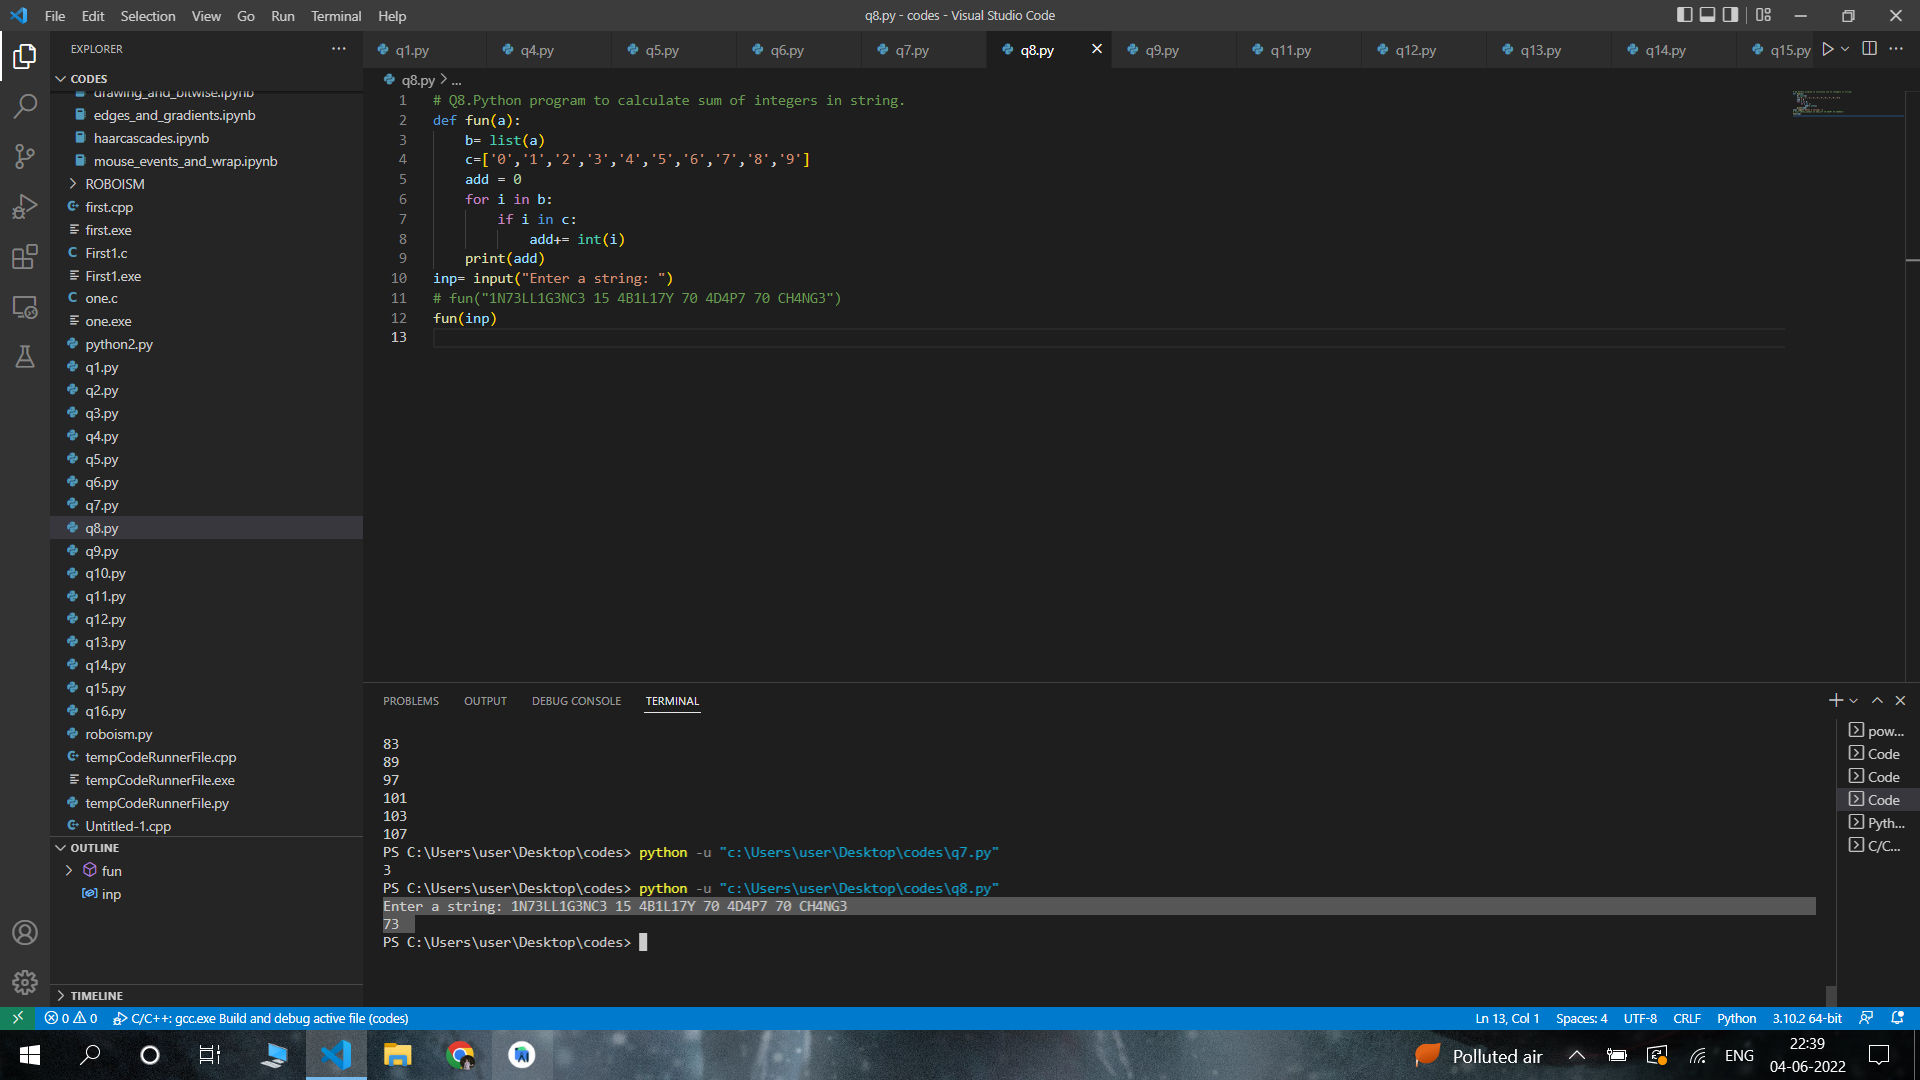 File Edit Selection View Go Run Terminal Help
q8.py - codes - Visual Studio Code
EXPLORER
CODES
drawing_and_bitwise.ipynb
edges_and_gradients.ipynb
haarcascades.ipynb
mouse_events_and_wrap.ipynb
ROBOISM
first.cpp
first.exe
First1.c
First1.exe
one.c
one.exe
python2.py
q1.py
q2.py
q3.py
q4.py
q5.py
q6.py
q7.py
q8.py
q9.py
q10.py
q11.py
q12.py
q13.py
q14.py
q15.py
q16.py
roboism.py
tempCodeRunnerFile.cpp
tempCodeRunnerFile.exe
tempCodeRunnerFile.py
Untitled-1.cpp
OUTLINE
fun
inp
TIMELINE
q1.py q4.py q5.py q6.py q7.py q8.py q9.py q11.py q12.py q13.py q14.py q15.py
q8.py > ...
1 # Q8.Python program to calculate sum of integers in string.
2 def fun(a):
3     b= list(a)
4     c=['0','1','2','3','4','5','6','7','8','9']
5     add = 0
6     for i in b:
7         if i in c:
8             add+= int(i)
9     print(add)
10 inp= input("Enter a string: ")
11 # fun("1N73LL1G3NC3 15 4B1L17Y 70 4D4P7 70 CH4NG3")
12 fun(inp)
13
PROBLEMS OUTPUT DEBUG CONSOLE TERMINAL
83
89
97
101
103
107
PS C:\Users\user\Desktop\codes> python -u "c:\Users\user\Desktop\codes\q7.py"
3
PS C:\Users\user\Desktop\codes> python -u "c:\Users\user\Desktop\codes\q8.py"
Enter a string: 1N73LL1G3NC3 15 4B1L17Y 70 4D4P7 70 CH4NG3
73
PS C:\Users\user\Desktop\codes>
pow...
Code
Code
Code
Pyth...
C/C...
0 0 C/C++: gcc.exe Build and debug active file (codes)
Ln 13, Col 1 Spaces: 4 UTF-8 CRLF Python 3.10.2 64-bit
Polluted air ENG 22:39
04-06-2022